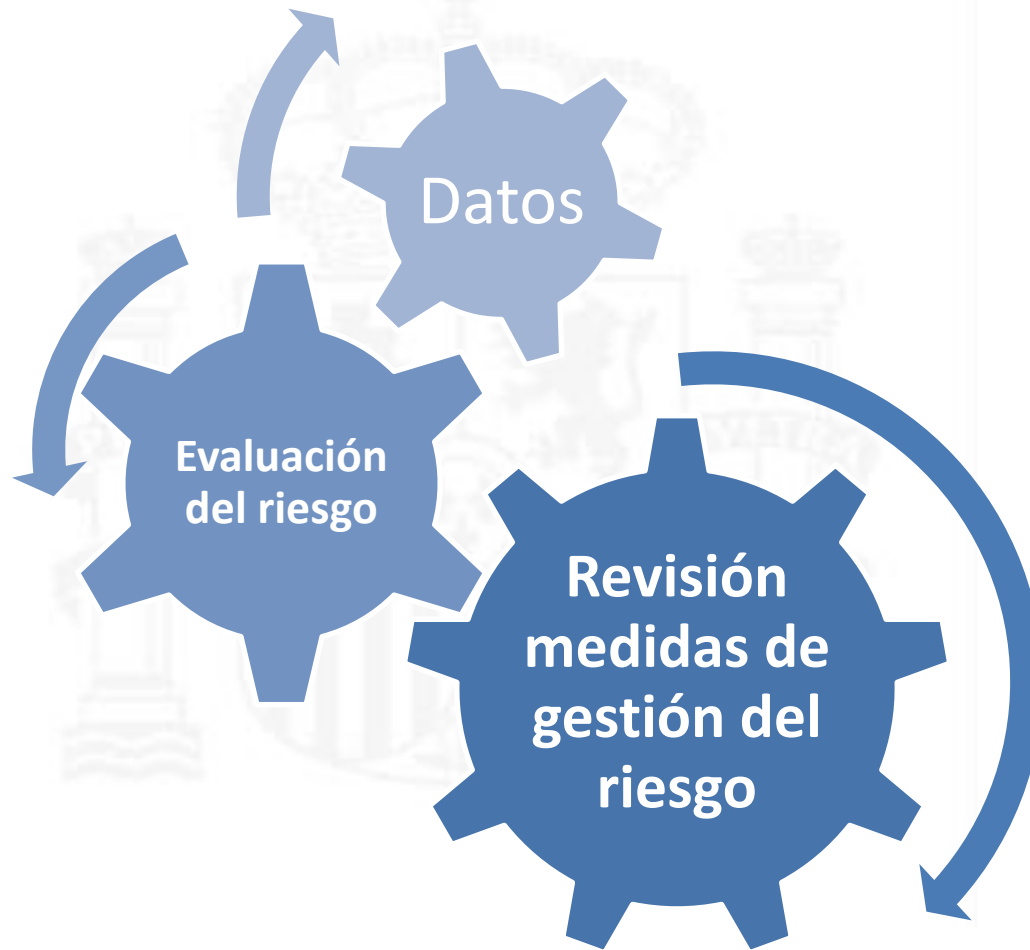 Datos
Evaluación
del riesgo
Revisión
medidas de
gestión del
riesgo